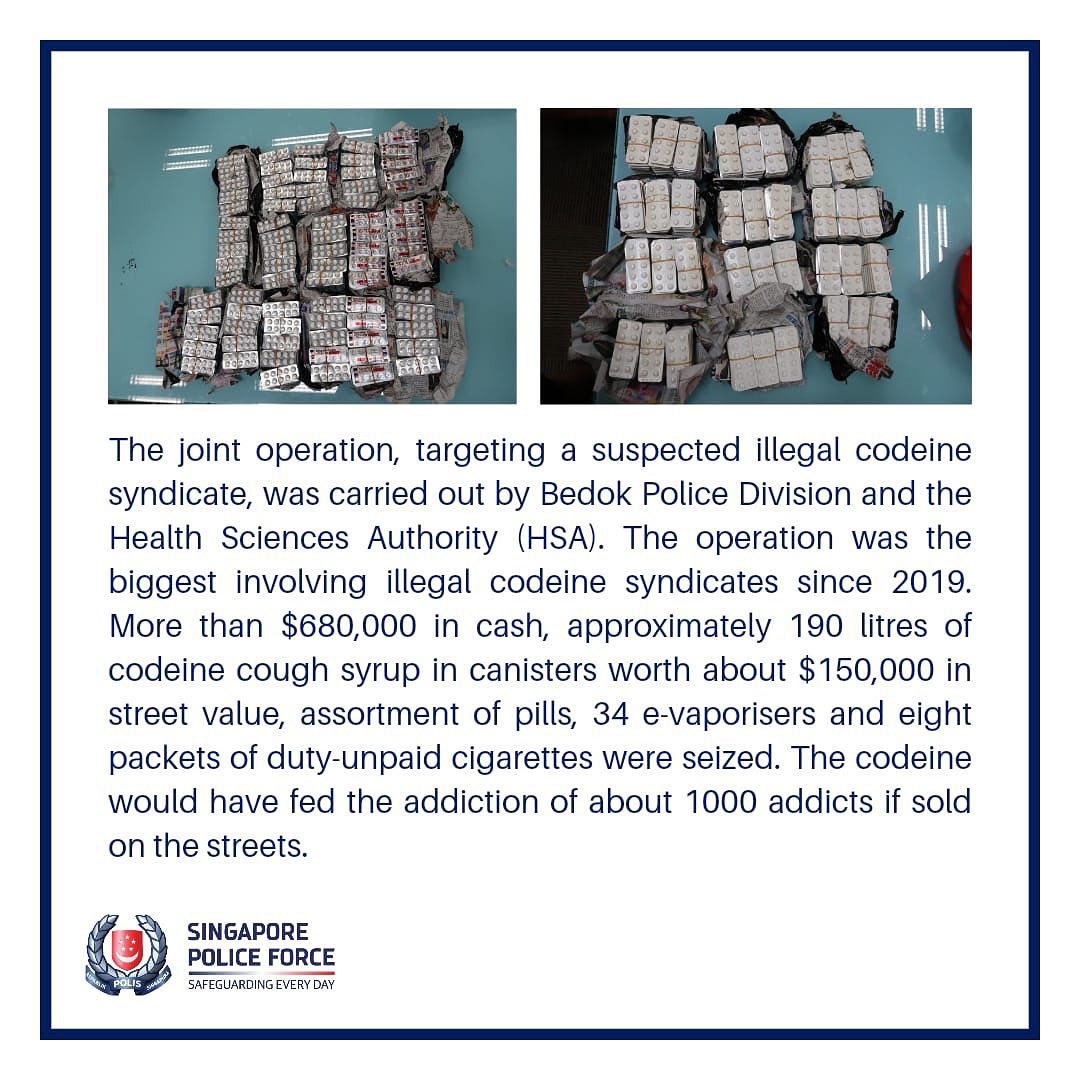 The joint operation, targeting a suspected illegal codeine
syndicate, was carried out by Bedok Police Division and the
Health Sciences Authority (HSA). The operation was the
biggest involving illegal codeine syndicates since 2019.
More than $680,000 in cash, approximately 190 litres of
codeine cough syrup in canisters worth about $150,000 in
street value, assortment of pills, 34 e-vaporisers and eight
packets of duty-unpaid cigarettes were seized. The codeine
would have fed the addiction of about 1000 addicts if sold
on the streets.
POLIS
SINGAPORE
POLICE FORCE
SAFEGUARDING EVERY DAY